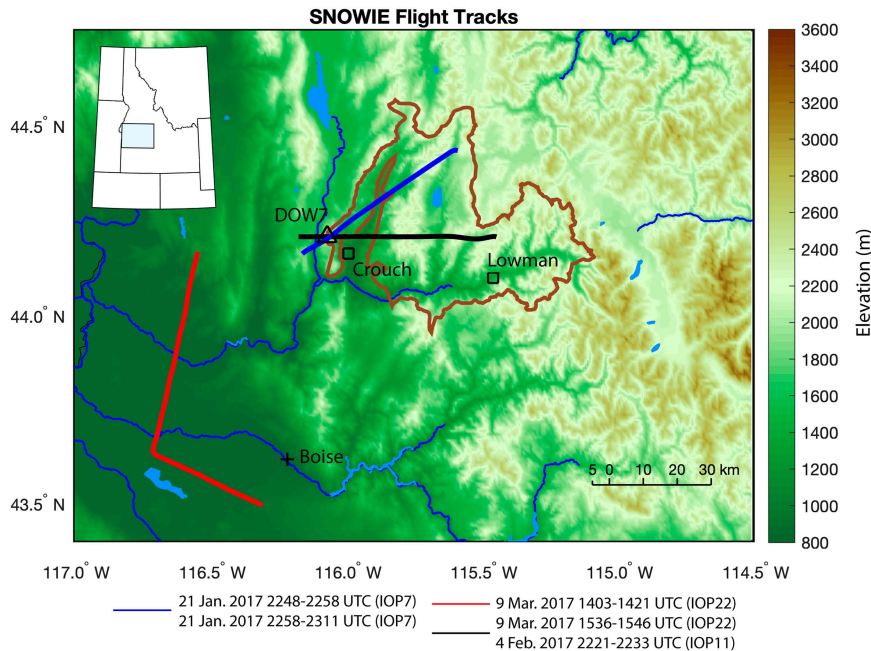 SNOWIE Flight Tracks
3600
3400
3200
3000
2800
2600
2400
2200
2000
1980
1800
1600
1400
1200
1000
800
Elevation (m)
44.5° N
44.0° N
43.5° N
DOW7
Crouch
Lowman
Boise
5 0 10 20 30 km
117.0° W 116.5° W 116.0° W 115.5° W 115.0° W 114.5° W
21 Jan. 2017 2248-2258 UTC (IOP7)
21 Jan. 2017 2258-2311 UTC (IOP7)
9 Mar. 2017 1403-1421 UTC (IOP22)
9 Mar. 2017 1536-1546 UTC (IOP22)
4 Feb. 2017 2221-2233 UTC (IOP11)